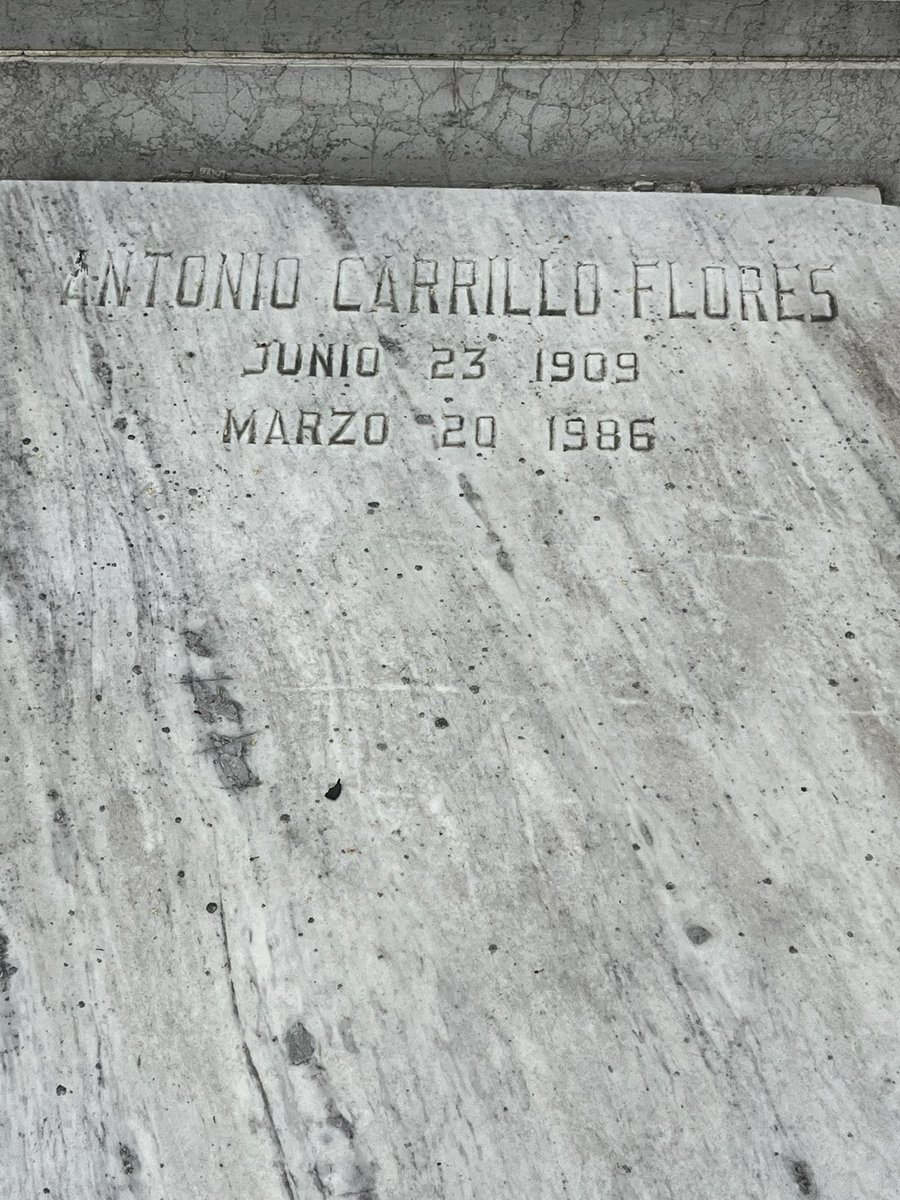 ANTONIO CARRILLO FLORES
JUNIO 23 1909
MARZO 20 1986